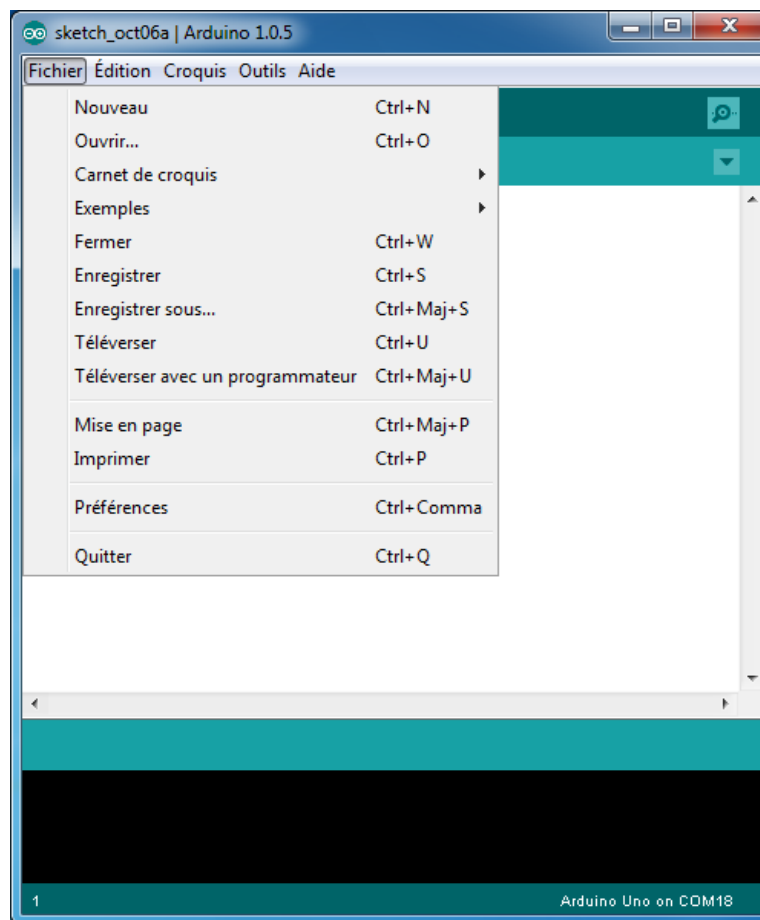 sketch_oct06a | Arduino 1.0.5
Fichier Édition Croquis Outils Aide
Nouveau Ctrl+N
Ouvrir... Ctrl+O
Carnet de croquis
Exemples
Fermer Ctrl+W
Enregistrer Ctrl+S
Enregistrer sous... Ctrl+Maj+S
Téléverser Ctrl+U
Téléverser avec un programmateur Ctrl+Maj+U
Mise en page Ctrl+Maj+P
Imprimer Ctrl+P
Préférences Ctrl+Comma
Quitter Ctrl+Q
1 Arduino Uno on COM18